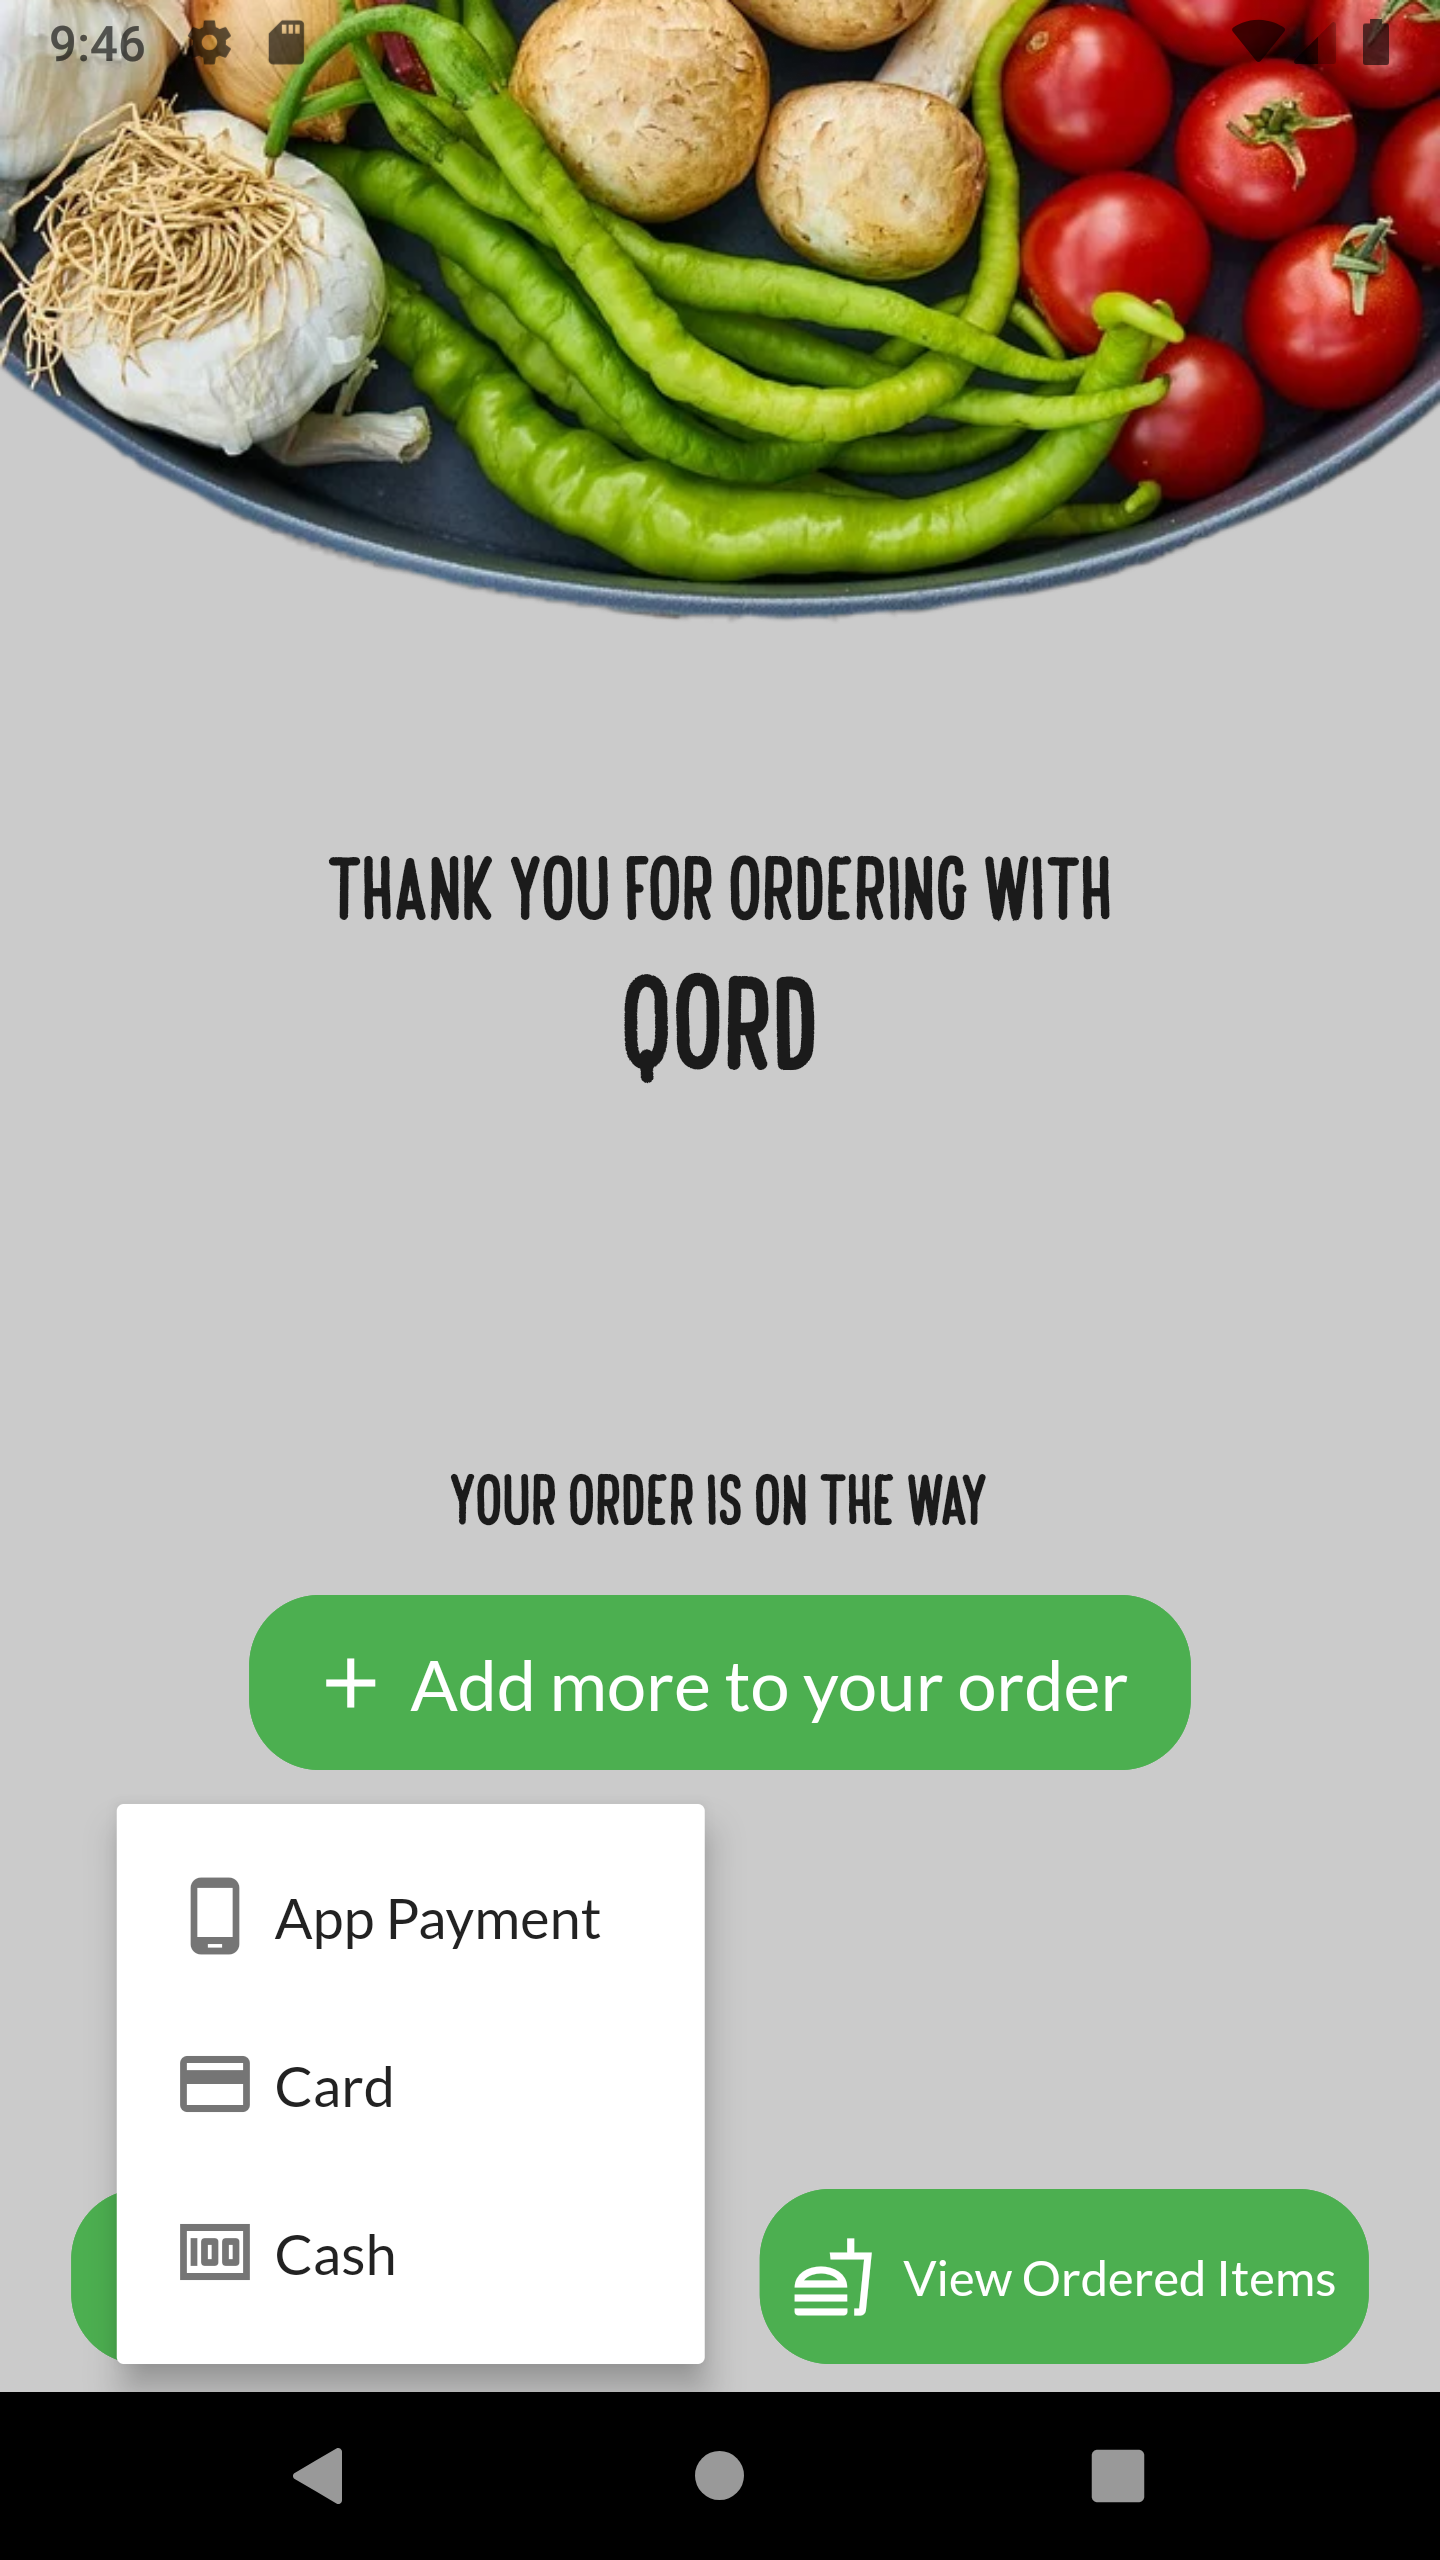 9:46
THANK YOU FOR ORDERING WITH
QORD
YOUR ORDER IS ON THE WAY
Add more to your order
App Payment
Card
Cash
View Ordered Items